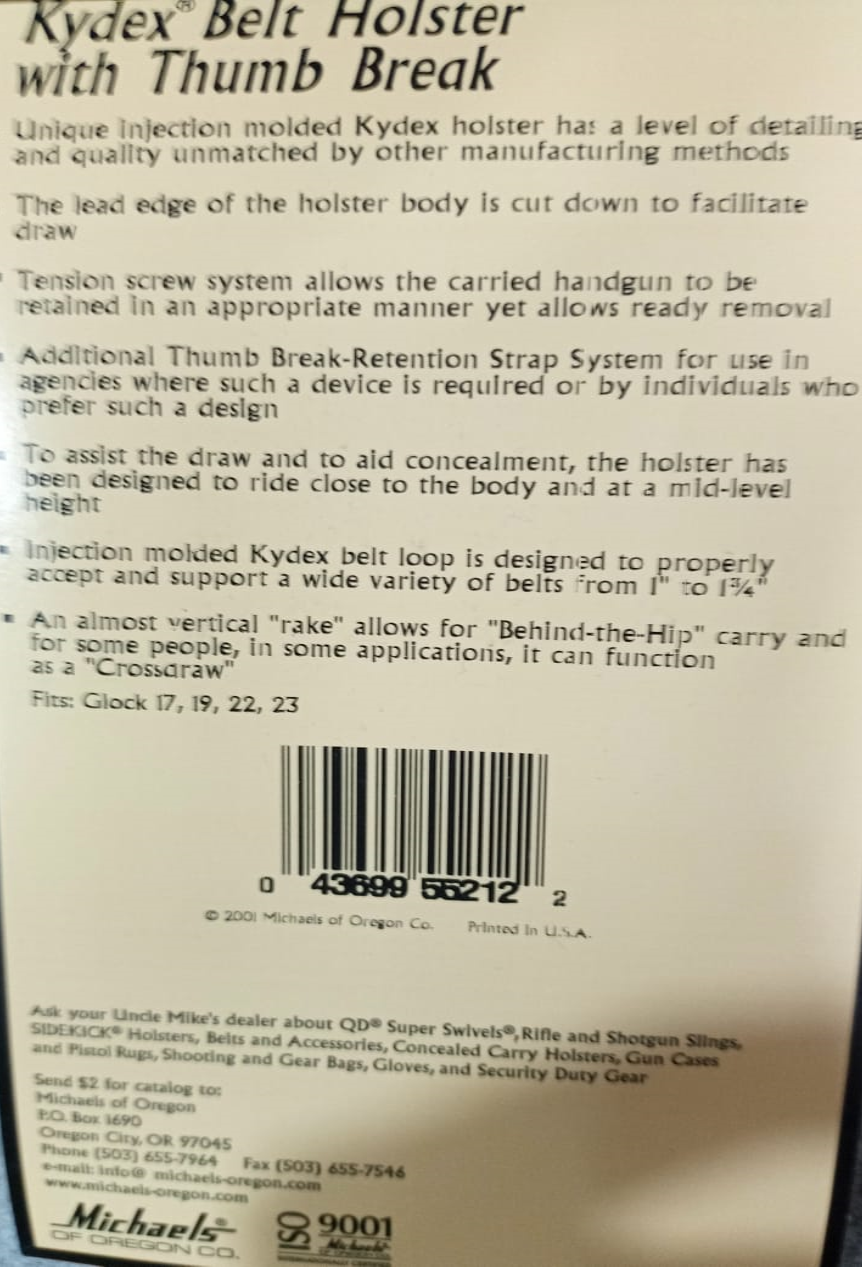 Kydex® Belt Holster
with Thumb Break
Unique injection molded Kydex holster has a level of detailing
and quality unmatched by other manufacturing methods
The lead edge of the holster body is cut down to facilitate
draw
Tension screw system allows the carried handgun to be
retained in an appropriate manner yet allows ready removal
Additional Thumb Break-Retention Strap System for use in
agencies where such a device is required or by individuals who
prefer such a design
To assist the draw and to aid concealment, the holster has
been designed to ride close to the body and at a mid-level
height
Injection molded Kydex belt loop is designed to properly
accept and support a wide variety of belts from 1" to 1¾"
An almost vertical "rake" allows for "Behind-the-Hip" carry and
for some people, in some applications, it can function
as a "Crossdraw"
Fits: Glock 17, 19, 22, 23
0 43699 55212 2
© 2001 Michaels of Oregon Co. Printed in U.S.A.
Ask your Uncle Mike's dealer about QD® Super Swivels®, Rifle and Shotgun Slings,
SIDEKICK® Holsters, Belts and Accessories, Concealed Carry Holsters, Gun Cases
and Pistol Rugs, Shooting and Gear Bags, Gloves, and Security Duty Gear
Send $2 for catalog to:
Michaels of Oregon
P.O. Box 1690
Oregon City, OR 97045
Phone (503) 655-7964 Fax (503) 655-7546
e-mail: info@michaels-oregon.com
www.michaels-oregon.com
Michaels®
OF OREGON CO.
ISO 9001
Michaels